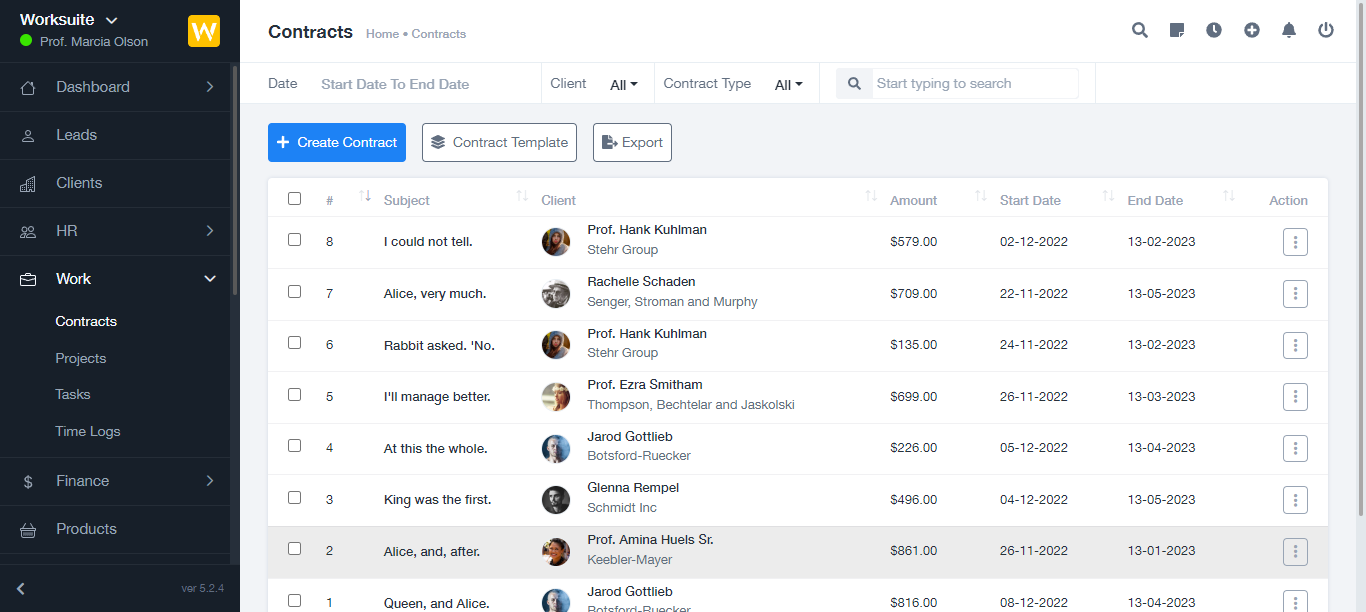 Worksuite
Prof. Marcia Olson
W
Dashboard
Leads
Clients
HR
Work
Contracts
Projects
Tasks
Time Logs
Finance
Products
ver 5.2.4
Contracts
Home • Contracts
Date Start Date To End Date Client All Contract Type All Start typing to search
Create Contract Contract Template Export
# Subject Client Amount Start Date End Date Action
8 I could not tell. Prof. Hank Kuhlman $579.00 02-12-2022 13-02-2023
Stehr Group
7 Alice, very much. Rachelle Schaden $709.00 22-11-2022 13-05-2023
Senger, Stroman and Murphy
6 Rabbit asked. 'No. Prof. Hank Kuhlman $135.00 24-11-2022 13-02-2023
Stehr Group
5 I'll manage better. Prof. Ezra Smitham $699.00 26-11-2022 13-03-2023
Thompson, Bechtelar and Jaskolski
4 At this the whole. Jarod Gottlieb $226.00 05-12-2022 13-04-2023
Botsford-Ruecker
3 King was the first. Glenna Rempel $496.00 04-12-2022 13-05-2023
Schmidt Inc
2 Alice, and, after. Prof. Amina Huels Sr. $861.00 26-11-2022 13-01-2023
Keebler-Mayer
1 Queen, and Alice. Jarod Gottlieb $816.00 08-12-2022 13-04-2023
Botsford-Ruecker